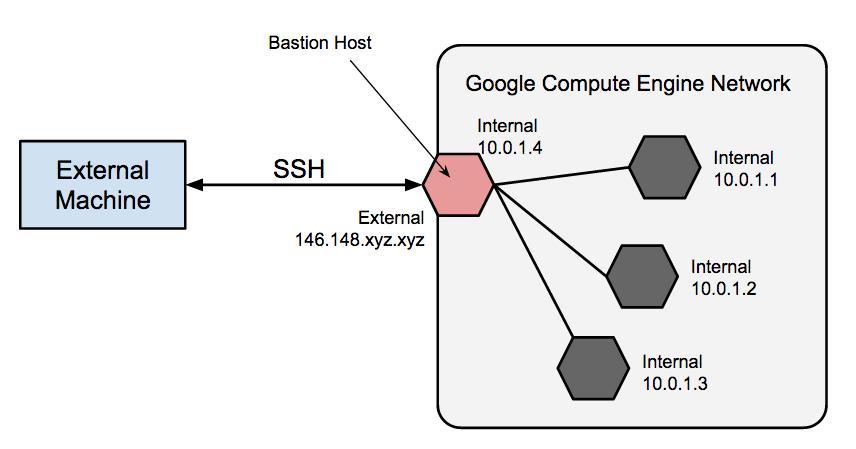 Bastion Host
Google Compute Engine Network
Internal
10.0.1.4
External
Machine
SSH
Internal
10.0.1.1
External
146.148.xyz.xyz
Internal
10.0.1.2
Internal
10.0.1.3